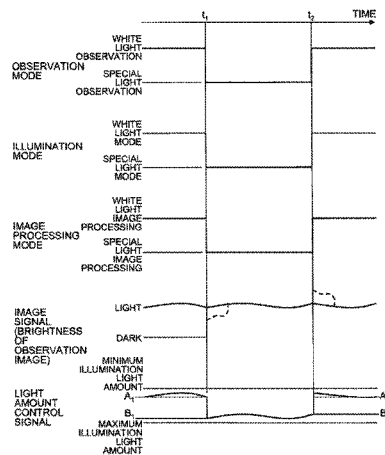 t1
t2
TIME
WHITE
LIGHT
OBSERVATION
OBSERVATION
MODE
SPECIAL
LIGHT
OBSERVATION
WHITE
LIGHT
MODE
ILLUMINATION
MODE
SPECIAL
LIGHT
MODE
WHITE
LIGHT
IMAGE
PROCESSING
IMAGE
PROCESSING
MODE
SPECIAL
LIGHT
IMAGE PROCESSING
IMAGE
SIGNAL
(BRIGHTNESS
OF
OBSERVATION
IMAGE)
LIGHT
DARK
MINIMUM
ILLUMINATION
LIGHT
AMOUNT
LIGHT
AMOUNT
CONTROL
SIGNAL
A1
A
B1
B
MAXIMUM
ILLUMINATION
LIGHT
AMOUNT